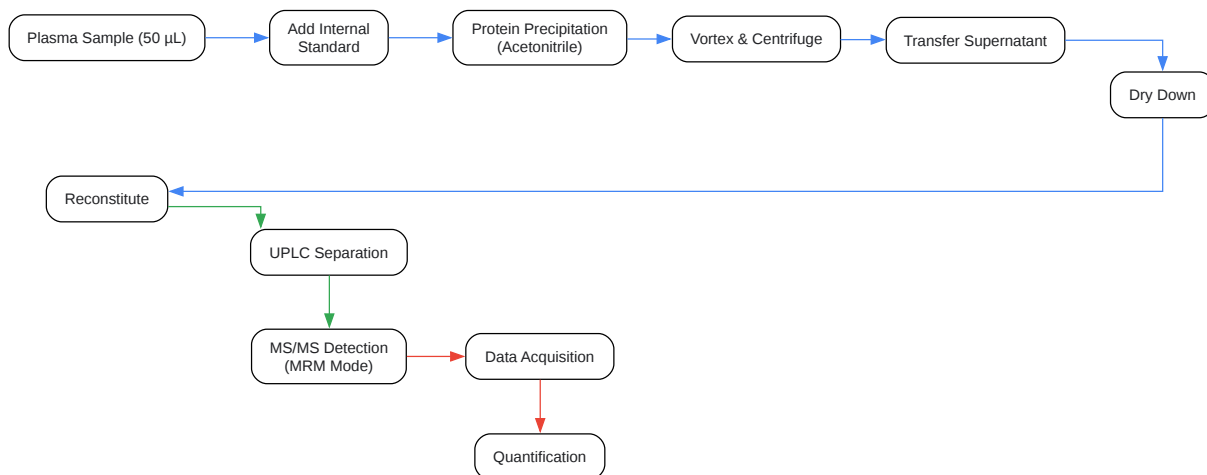 Plasma Sample (50 µL)
Add Internal
Standard
Protein Precipitation
(Acetonitrile)
Vortex & Centrifuge
Transfer Supernatant
Dry Down
Reconstitute
UPLC Separation
MS/MS Detection
(MRM Mode)
Data Acquisition
Quantification